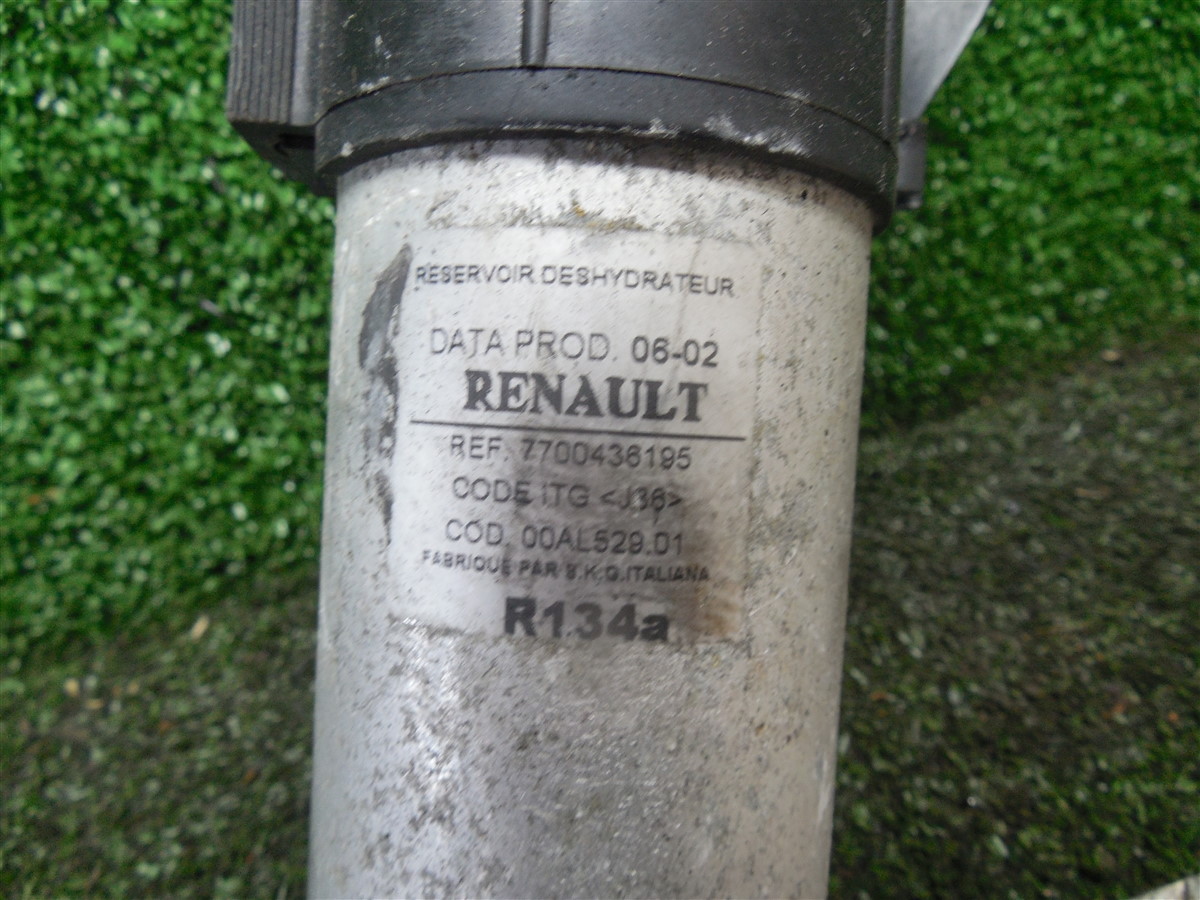 RESERVOIR DESHYDRATEUR
DATA PROD. 06-02
RENAULT
REF. 7700436195
CODE ITG <J36>
COD. 00AL529.01
FABRIQUE PAR S.K.G.ITALIANA
R134a